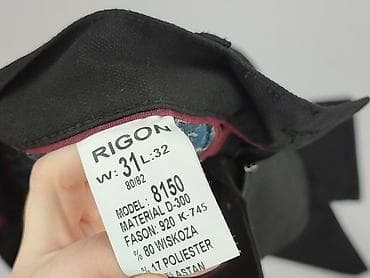 RIGON
W: 31 L: 32
80/82
MODEL: 8150
MATERIAL D-300
FASON: 920 K-745
% 80 WISKOZA
% 17 POLIESTER